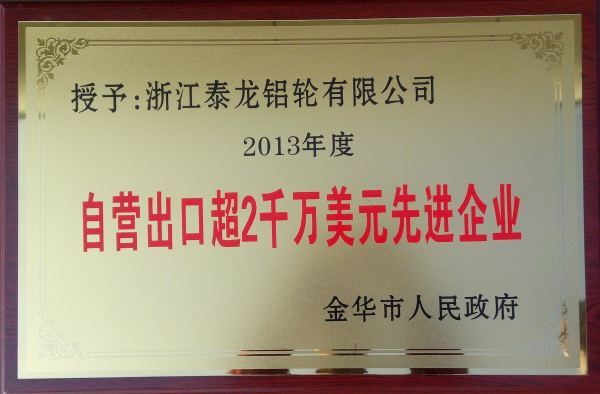 授予:浙江泰龙铝轮有限公司
2013年度
自营出口超2千万美元先进企业
金华市人民政府